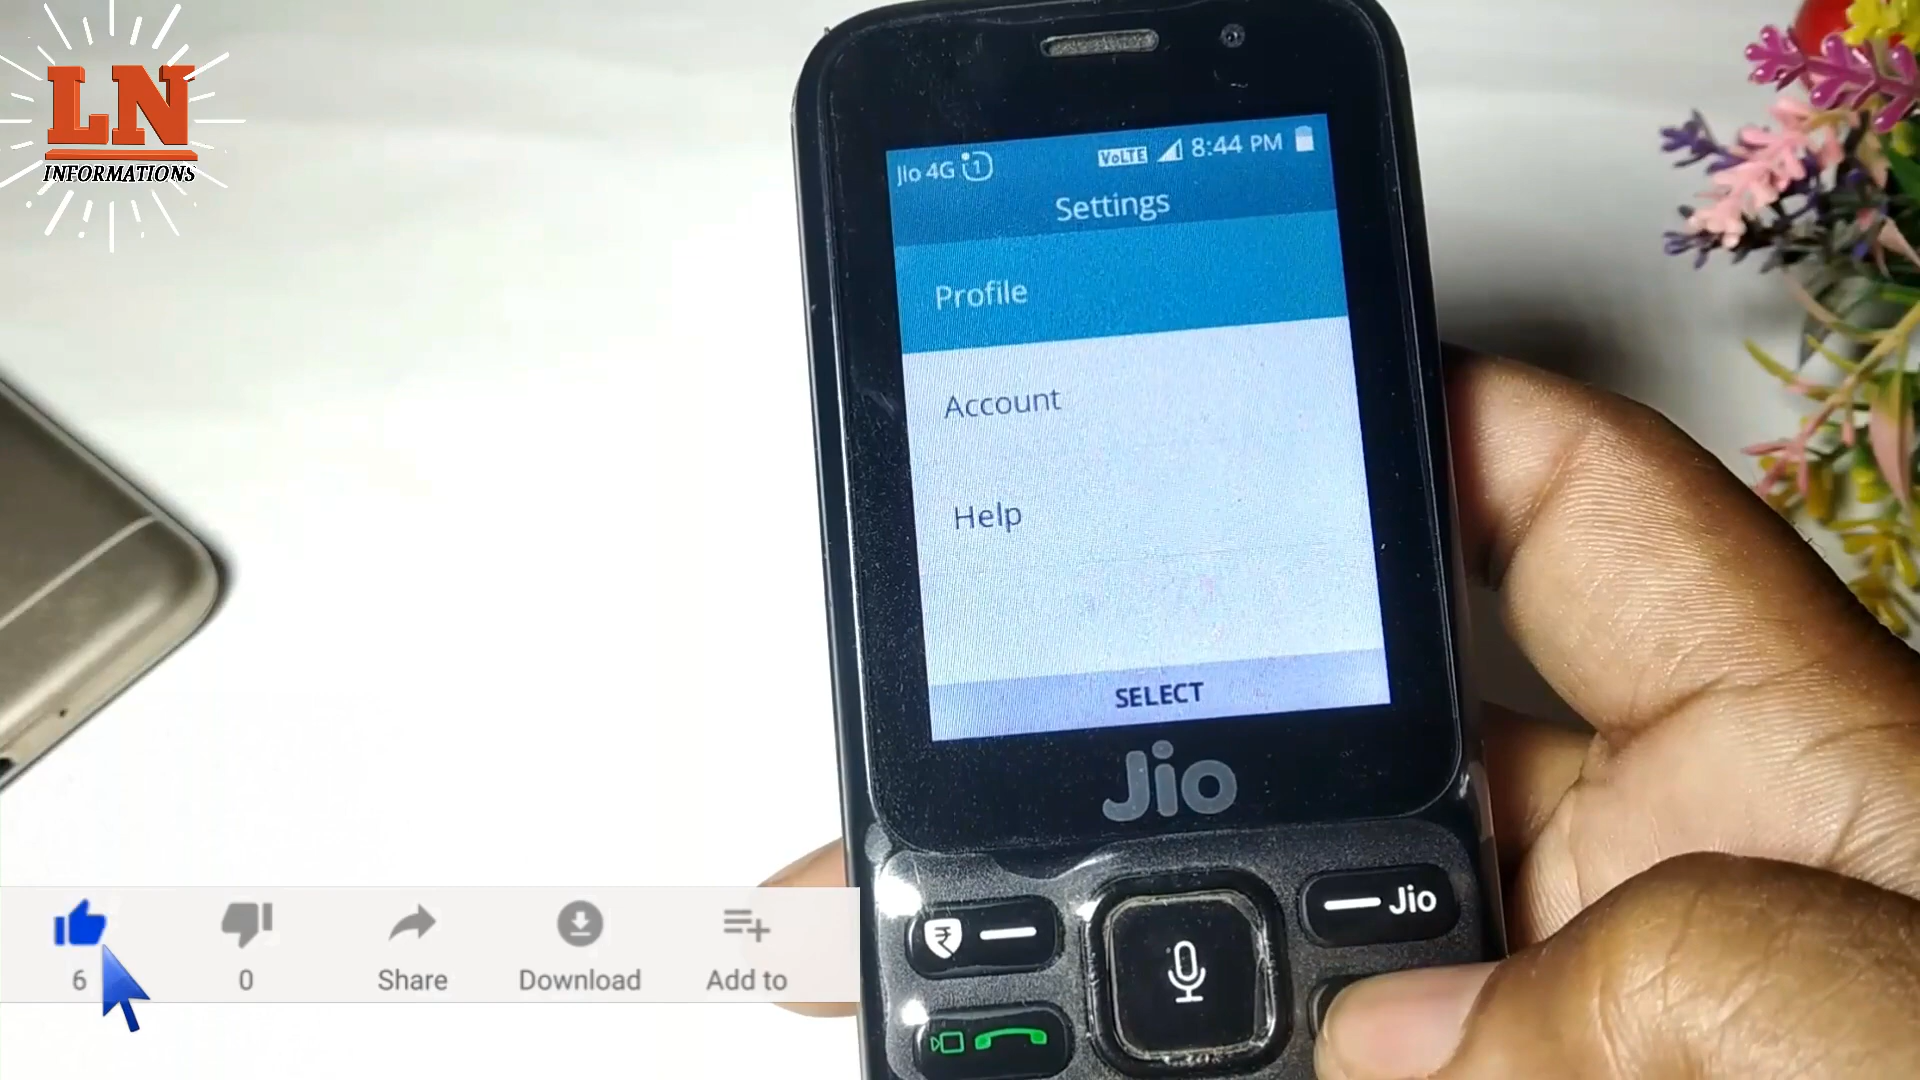 LN
INFORMATIONS
Jio 4G 1 VoLTE 8:44 PM
Settings
Profile
Account
Help
SELECT
Jio
₹
Jio
6
0
Share
Download
Add to